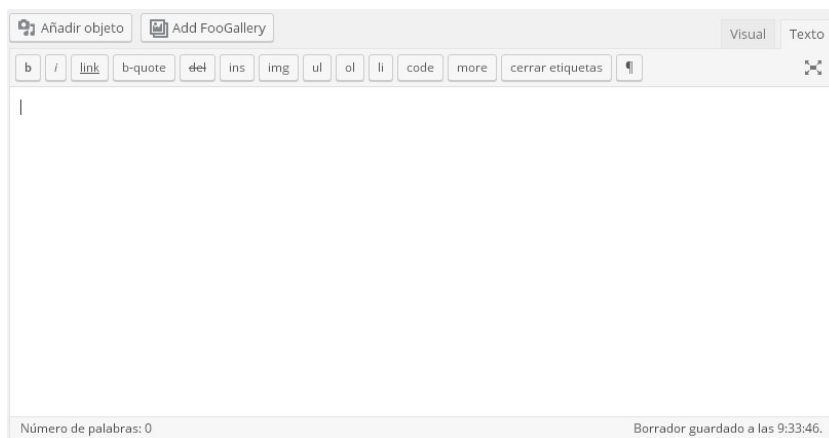 Añadir objeto Add FooGallery
Visual Texto
b i link b-quote del ins img ul ol li code more cerrar etiquetas ¶
Número de palabras: 0 Borrador guardado a las 9:33:46.